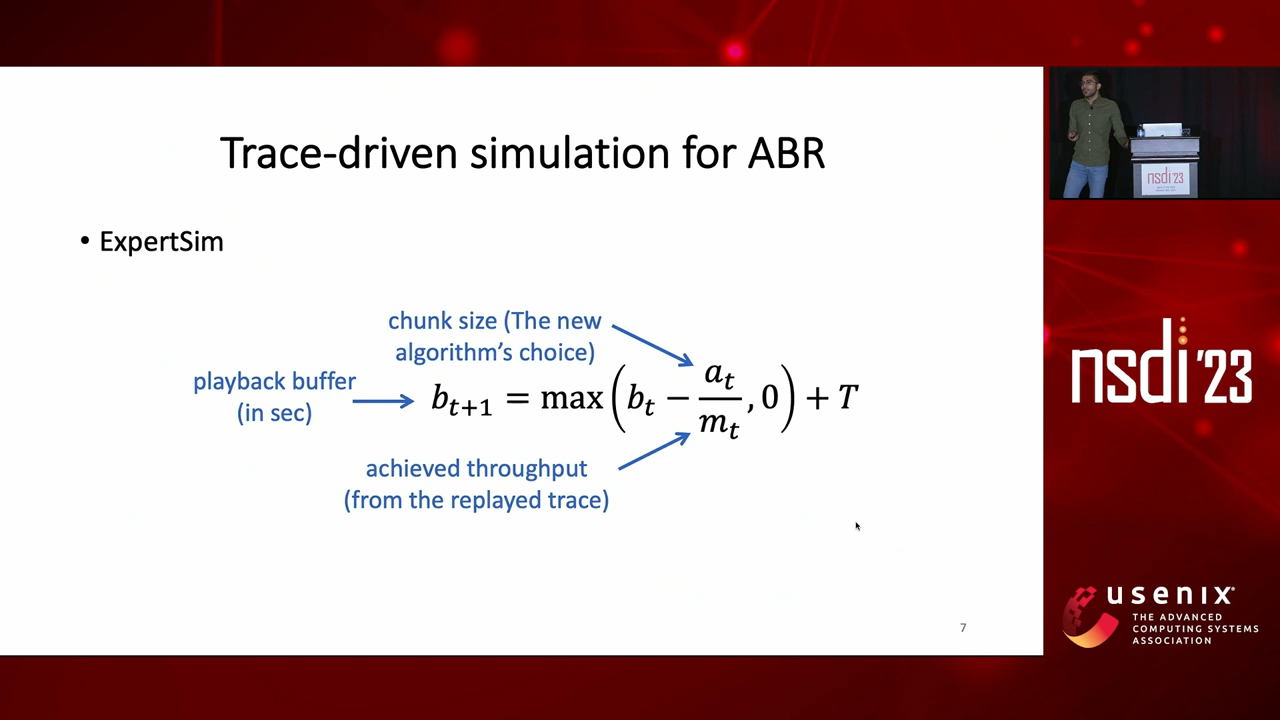 Trace-driven simulation for ABR
• ExpertSim
chunk size (The new
algorithm's choice)
playback buffer
(in sec)
b_{t+1} = max(b_t − a_t/m_t, 0) + T
achieved throughput
(from the replayed trace)
7
nsdi'23
nsdi'23
usenix
THE ADVANCED
COMPUTING SYSTEMS
ASSOCIATION